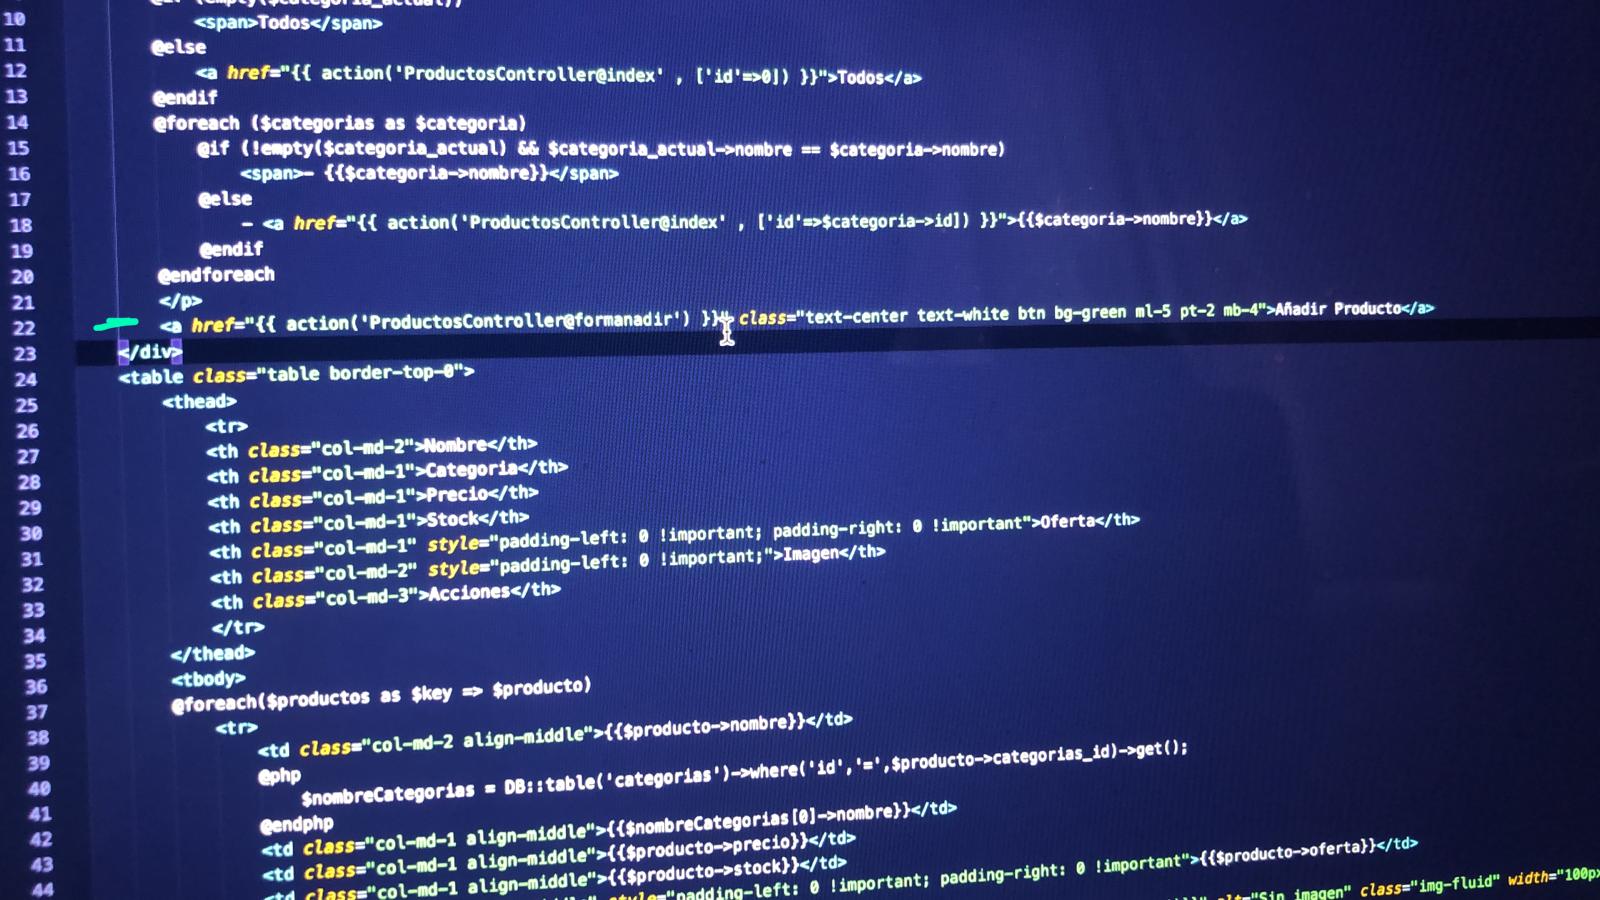 10 <span>Todos</span>
11 @else
12 <a href="{{ action('ProductosController@index' , ['id'=>0]) }}">Todos</a>
13 @endif
14 @foreach ($categorias as $categoria)
15 @if (!empty($categoria_actual) && $categoria_actual->nombre == $categoria->nombre)
16 <span>- {{$categoria->nombre}}</span>
17 @else
18 - <a href="{{ action('ProductosController@index' , ['id'=>$categoria->id]) }}">{{$categoria->nombre}}</a>
19 @endif
20 @endforeach
21 </p>
22 <a href="{{ action('ProductosController@formanadir') }}" class="text-center text-white btn bg-green ml-5 pt-2 mb-4">Añadir Producto</a>
23 </div>
24 <table class="table border-top-0">
25 <thead>
26 <tr>
27 <th class="col-md-2">Nombre</th>
28 <th class="col-md-1">Categoria</th>
29 <th class="col-md-1">Precio</th>
30 <th class="col-md-1">Stock</th>
31 <th class="col-md-1" style="padding-left: 0 !important; padding-right: 0 !important">Oferta</th>
32 <th class="col-md-2" style="padding-left: 0 !important;">Imagen</th>
33 <th class="col-md-3">Acciones</th>
34 </tr>
35 </thead>
36 <tbody>
37 @foreach($productos as $key => $producto)
38 <tr>
39 <td class="col-md-2 align-middle">{{$producto->nombre}}</td>
40 @php
41 $nombreCategorias = DB::table('categorias')->where('id','=',$producto->categorias_id)->get();
42 @endphp
43 <td class="col-md-1 align-middle">{{$nombreCategorias[0]->nombre}}</td>
44 <td class="col-md-1 align-middle">{{$producto->precio}}</td>
<td class="col-md-1 align-middle">{{$producto->stock}}</td>
<td class="col-md-1 align-middle" style="padding-left: 0 !important; padding-right: 0 !important">{{$producto->oferta}}</td>
alt="Sin imagen" class="img-fluid" width="100px